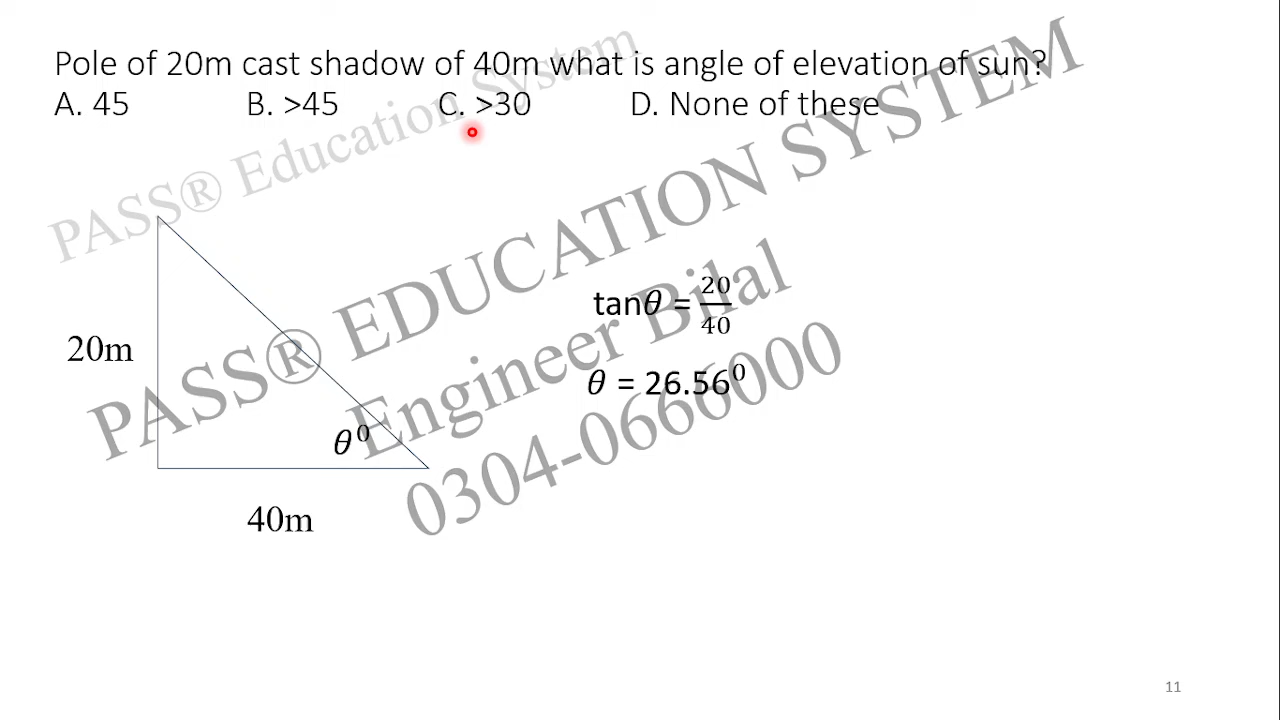 Pole of 20m cast shadow of 40m what is angle of elevation of sun?
A. 45 B. >45 C. >30 D. None of these
PASS® Education System
PASS® EDUCATION SYSTEM
Engineer Bilal
0304-0666000
20m
θ⁰
40m
tanθ = 20/40
θ = 26.56⁰
11